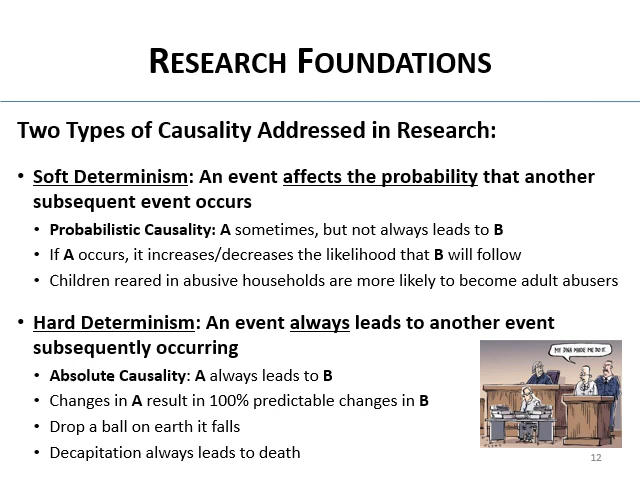 RESEARCH FOUNDATIONS
Two Types of Causality Addressed in Research:
• Soft Determinism: An event affects the probability that another
subsequent event occurs
• Probabilistic Causality: A sometimes, but not always leads to B
• If A occurs, it increases/decreases the likelihood that B will follow
• Children reared in abusive households are more likely to become adult abusers
• Hard Determinism: An event always leads to another event
subsequently occurring
• Absolute Causality: A always leads to B
• Changes in A result in 100% predictable changes in B
• Drop a ball on earth it falls
• Decapitation always leads to death
MY DNA MADE ME DO IT.
12